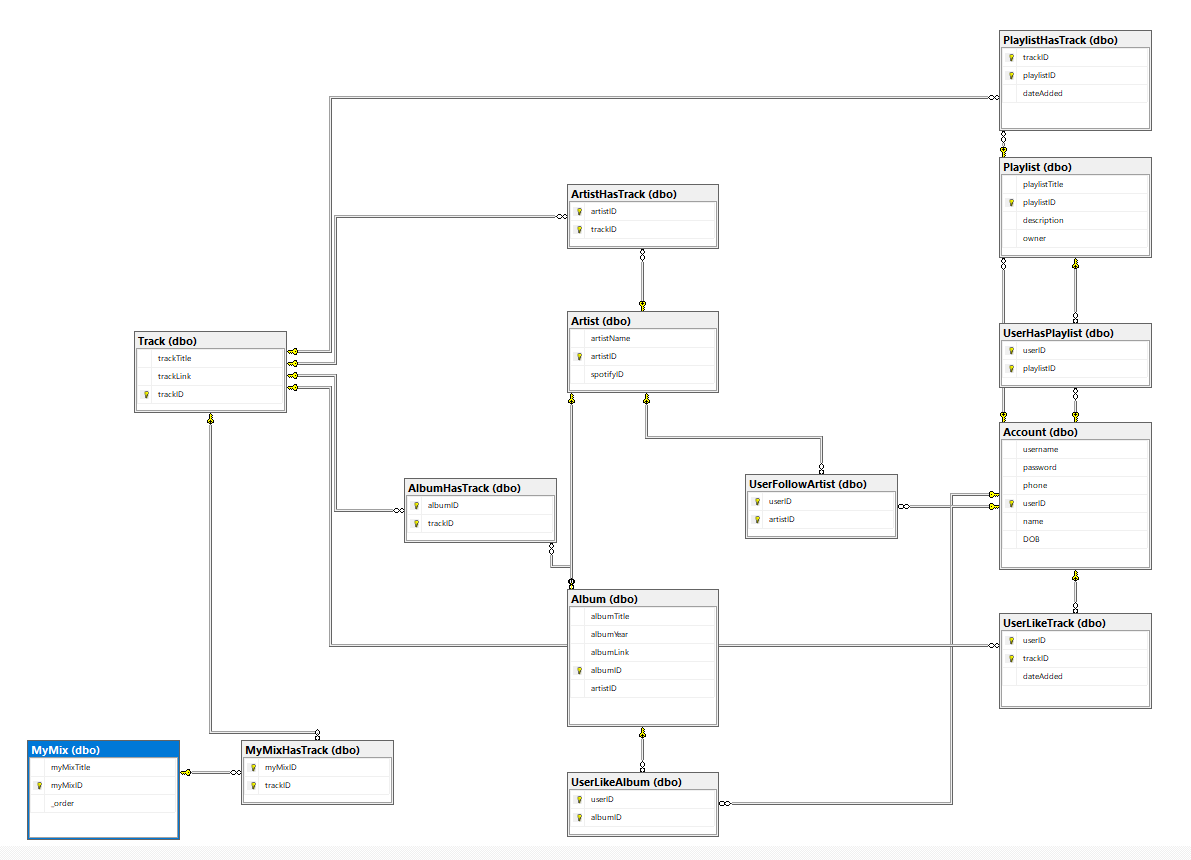 PlaylistHasTrack (dbo)
trackID
playlistID
dateAdded
Playlist (dbo)
playlistTitle
playlistID
description
owner
ArtistHasTrack (dbo)
artistID
trackID
Artist (dbo)
artistName
artistID
spotifyID
Track (dbo)
trackTitle
trackLink
trackID
UserHasPlaylist (dbo)
userID
playlistID
Account (dbo)
username
password
phone
userID
name
DOB
AlbumHasTrack (dbo)
albumID
trackID
UserFollowArtist (dbo)
userID
artistID
Album (dbo)
albumTitle
albumYear
albumLink
albumID
artistID
UserLikeTrack (dbo)
userID
trackID
dateAdded
MyMix (dbo)
myMixTitle
myMixID
_order
MyMixHasTrack (dbo)
myMixID
trackID
UserLikeAlbum (dbo)
userID
albumID